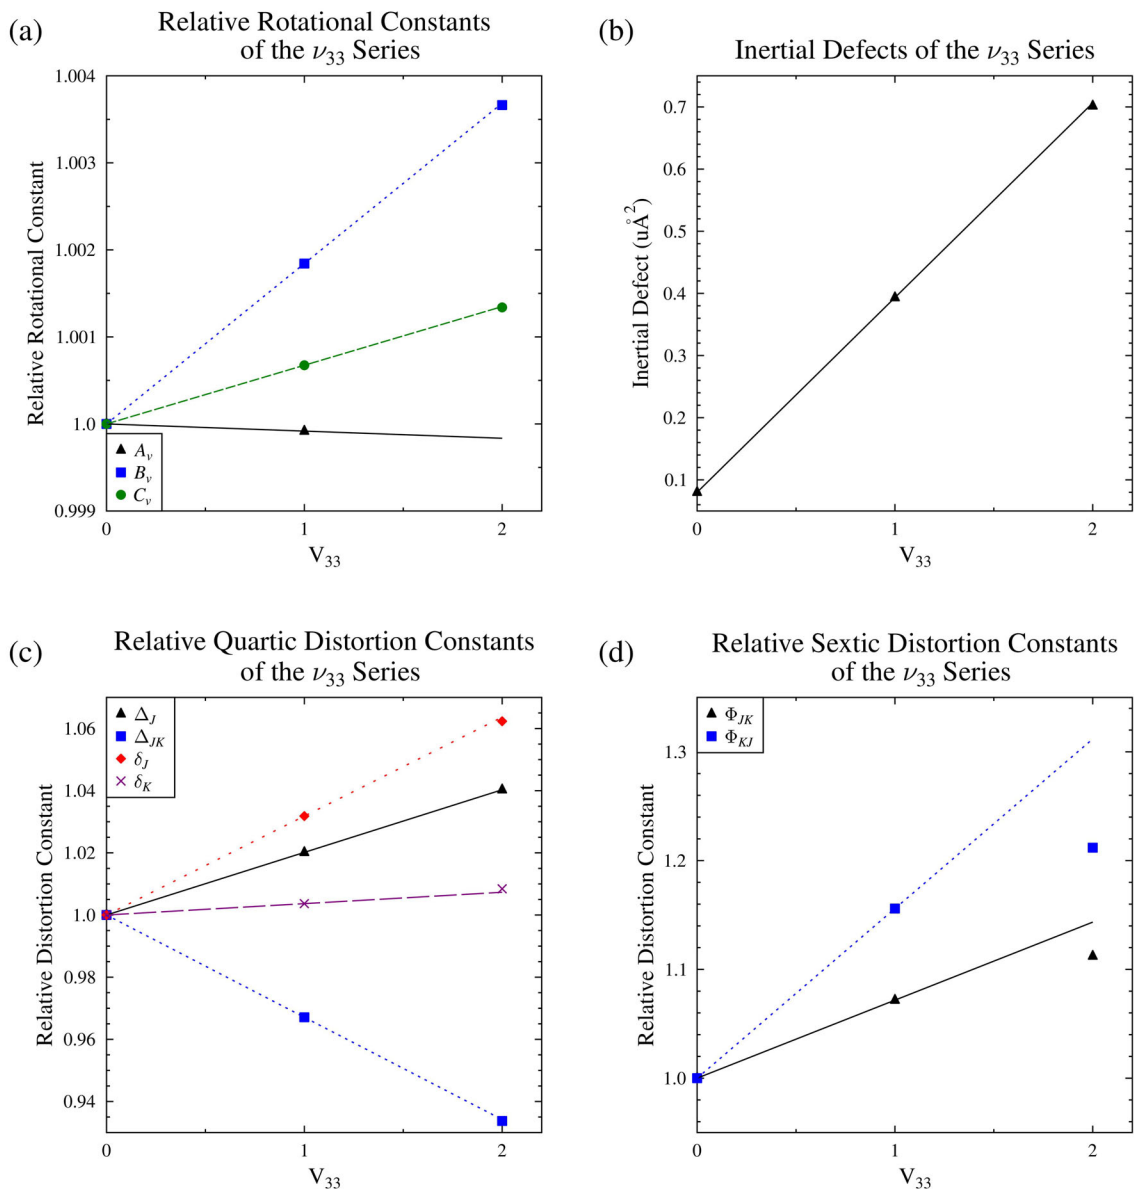 (a)
Relative Rotational Constants
of the ν33 Series
Relative Rotational Constant
1.004
1.003
1.002
1.001
1.0
0.999
Av
Bv
Cv
0
1
2
V33
(b)
Inertial Defects of the ν33 Series
Inertial Defect (uÅ2)
0.7
0.6
0.5
0.4
0.3
0.2
0.1
0
1
2
V33
(c)
Relative Quartic Distortion Constants
of the ν33 Series
Relative Distortion Constant
1.06
1.04
1.02
1.0
0.98
0.96
0.94
ΔJ
ΔJK
δJ
δK
0
1
2
V33
(d)
Relative Sextic Distortion Constants
of the ν33 Series
Relative Distortion Constant
1.3
1.2
1.1
1.0
ΦJK
ΦKJ
0
1
2
V33